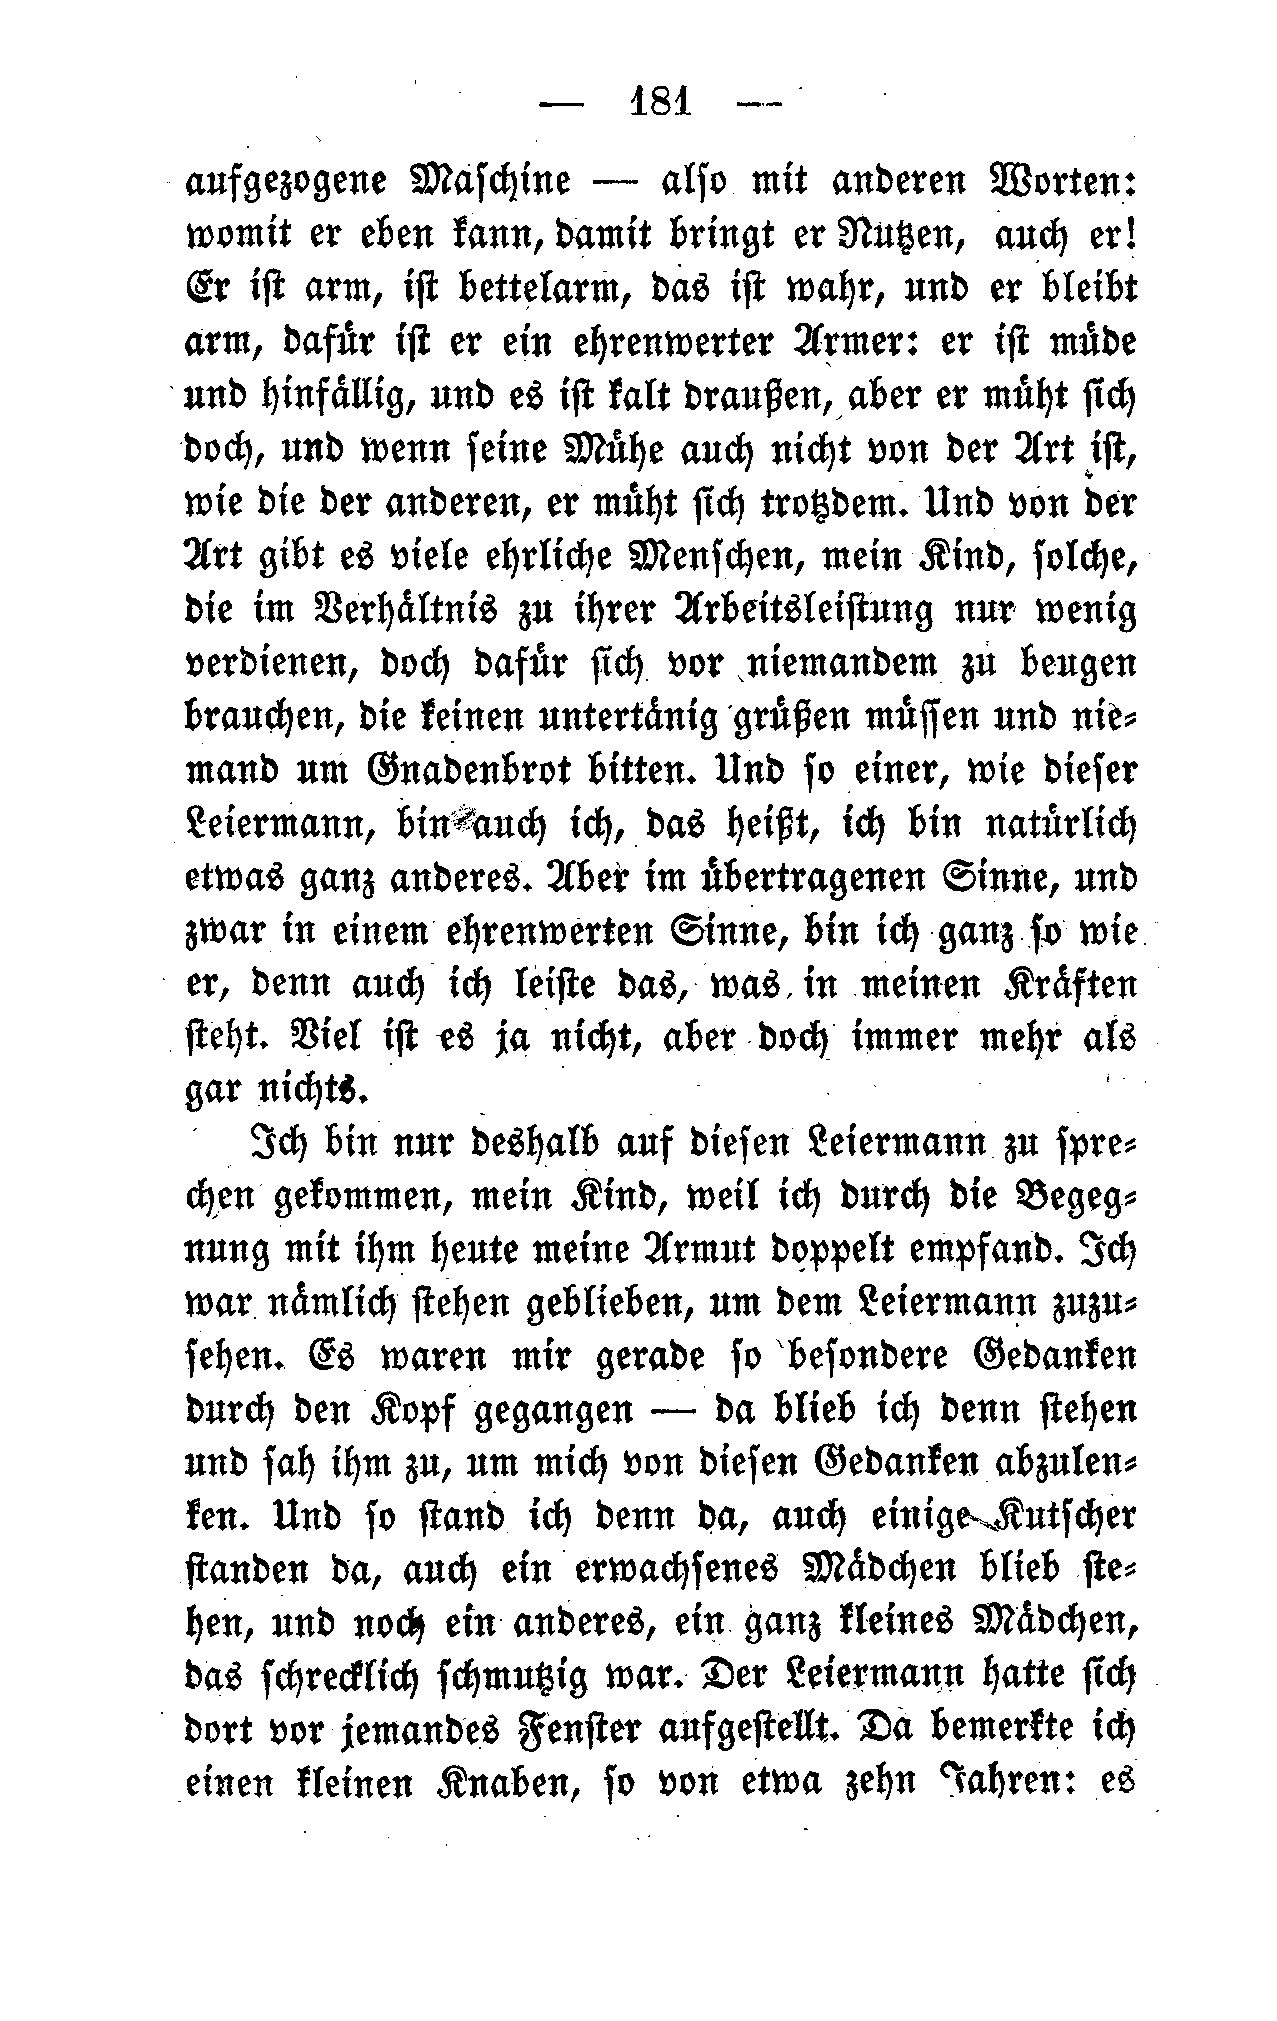 — 181 —
aufgezogene Maschine — also mit anderen Worten:
womit er eben kann, damit bringt er Nutzen, auch er!
Er ist arm, ist bettelarm, das ist wahr, und er bleibt
arm, dafür ist er ein ehrenwerter Armer: er ist müde
und hinfällig, und es ist kalt draußen, aber er müht sich
doch, und wenn seine Mühe auch nicht von der Art ist,
wie die der anderen, er müht sich trotzdem. Und von der
Art gibt es viele ehrliche Menschen, mein Kind, solche,
die im Verhältnis zu ihrer Arbeitsleistung nur wenig
verdienen, doch dafür sich vor niemandem zu beugen
brauchen, die keinen untertänig grüßen müssen und nie-
mand um Gnadenbrot bitten. Und so einer, wie dieser
Leiermann, bin auch ich, das heißt, ich bin natürlich
etwas ganz anderes. Aber im übertragenen Sinne, und
zwar in einem ehrenwerten Sinne, bin ich ganz so wie
er, denn auch ich leiste das, was in meinen Kräften
steht. Viel ist es ja nicht, aber doch immer mehr als
gar nichts.
Ich bin nur deshalb auf diesen Leiermann zu spre-
chen gekommen, mein Kind, weil ich durch die Begeg-
nung mit ihm heute meine Armut doppelt empfand. Ich
war nämlich stehen geblieben, um dem Leiermann zuzu-
sehen. Es waren mir gerade so besondere Gedanken
durch den Kopf gegangen — da blieb ich denn stehen
und sah ihm zu, um mich von diesen Gedanken abzulen-
ken. Und so stand ich denn da, auch einige Kutscher
standen da, auch ein erwachsenes Mädchen blieb ste-
hen, und noch ein anderes, ein ganz kleines Mädchen,
das schrecklich schmutzig war. Der Leiermann hatte sich
dort vor jemandes Fenster aufgestellt. Da bemerkte ich
einen kleinen Knaben, so von etwa zehn Jahren: es